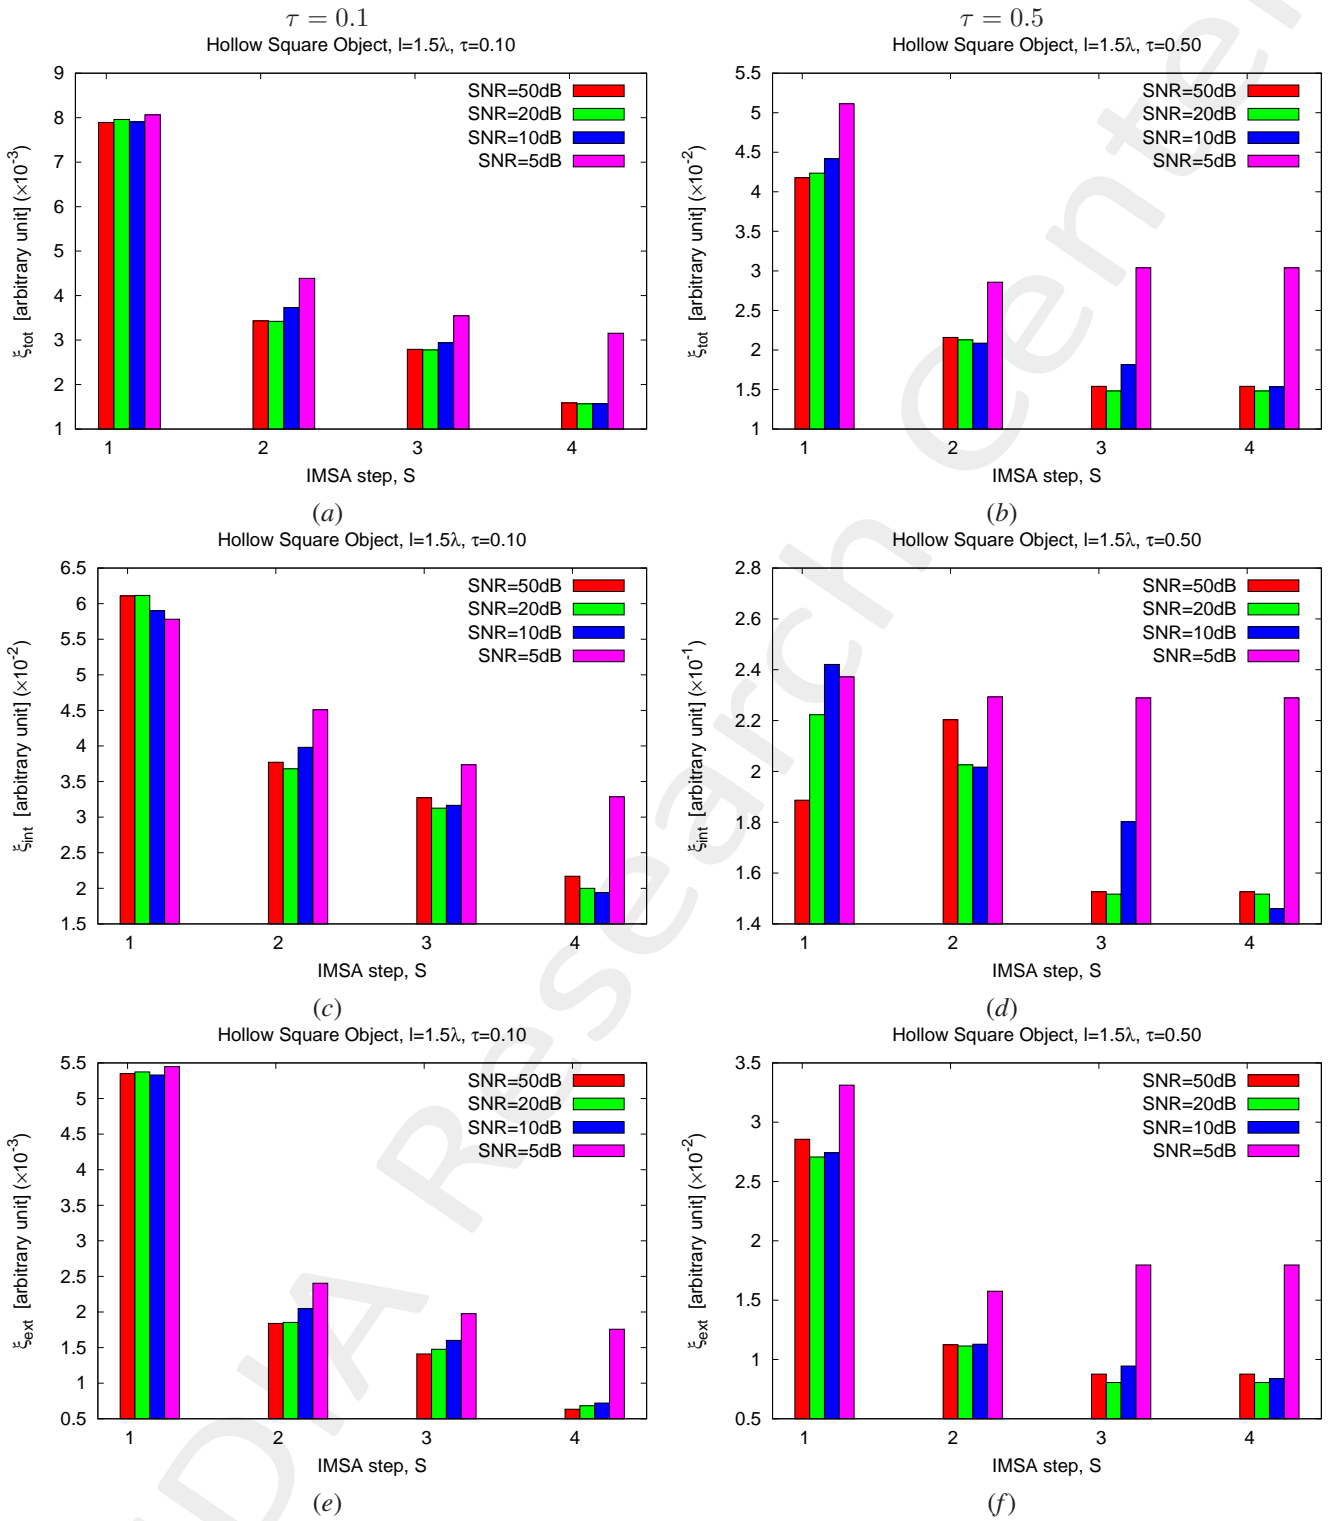 τ = 0.1
τ = 0.5
Hollow Square Object, l=1.5λ, τ=0.10
ξtot [arbitrary unit] (×10-3)
9
8
7
6
5
4
3
2
1
SNR=50dB
SNR=20dB
SNR=10dB
SNR=5dB
1 2 3 4
IMSA step, S
(a)
Hollow Square Object, l=1.5λ, τ=0.50
ξtot [arbitrary unit] (×10-2)
5.5
5
4.5
4
3.5
3
2.5
2
1.5
1
SNR=50dB
SNR=20dB
SNR=10dB
SNR=5dB
1 2 3 4
IMSA step, S
(b)
Hollow Square Object, l=1.5λ, τ=0.10
ξint [arbitrary unit] (×10-2)
6.5
6
5.5
5
4.5
4
3.5
3
2.5
2
1.5
SNR=50dB
SNR=20dB
SNR=10dB
SNR=5dB
1 2 3 4
IMSA step, S
(c)
Hollow Square Object, l=1.5λ, τ=0.50
ξint [arbitrary unit] (×10-1)
2.8
2.6
2.4
2.2
2
1.8
1.6
1.4
SNR=50dB
SNR=20dB
SNR=10dB
SNR=5dB
1 2 3 4
IMSA step, S
(d)
Hollow Square Object, l=1.5λ, τ=0.10
ξext [arbitrary unit] (×10-3)
5.5
5
4.5
4
3.5
3
2.5
2
1.5
1
0.5
SNR=50dB
SNR=20dB
SNR=10dB
SNR=5dB
1 2 3 4
IMSA step, S
(e)
Hollow Square Object, l=1.5λ, τ=0.50
ξext [arbitrary unit] (×10-2)
3.5
3
2.5
2
1.5
1
0.5
SNR=50dB
SNR=20dB
SNR=10dB
SNR=5dB
1 2 3 4
IMSA step, S
(f)
DIA Research Center